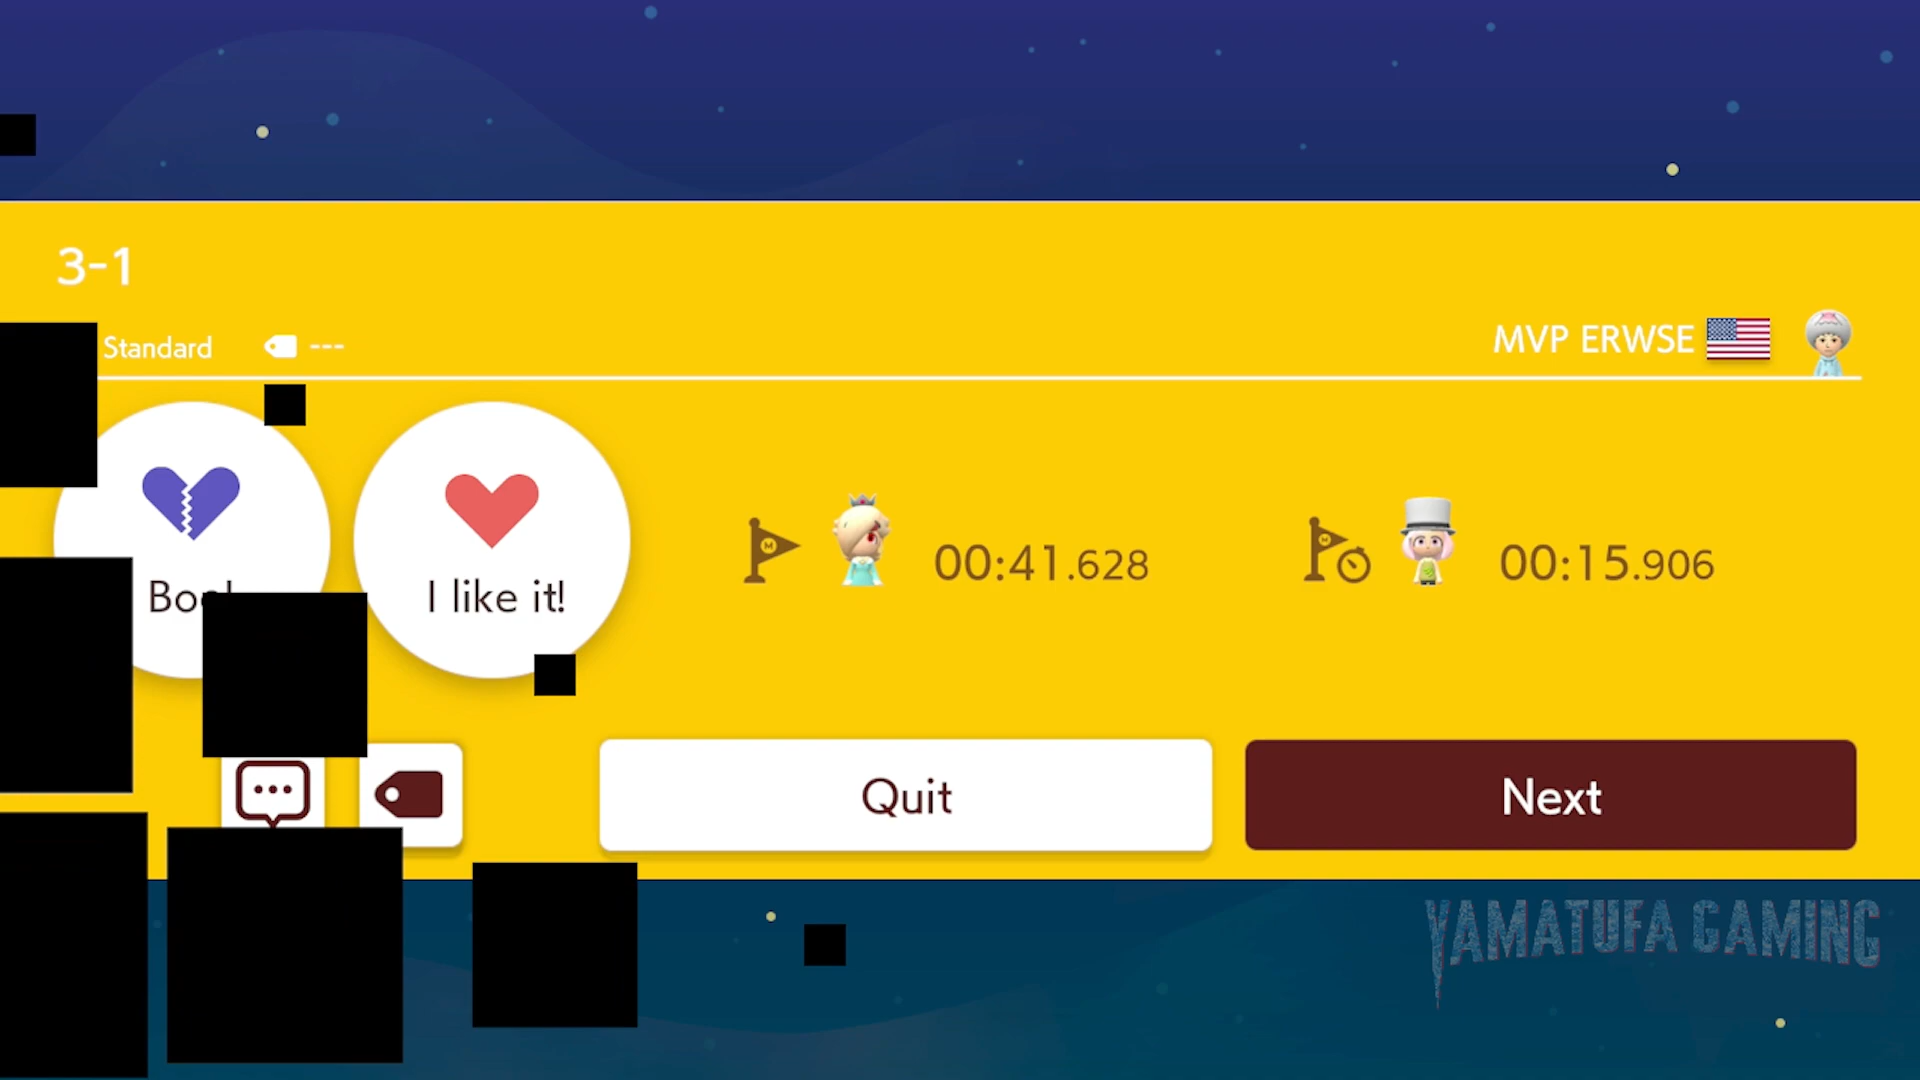 3-1
Standard
---
MVP ERWSE
I like it!
00:41.628
00:15.906
Quit
Next
YAMATUFA GAMING